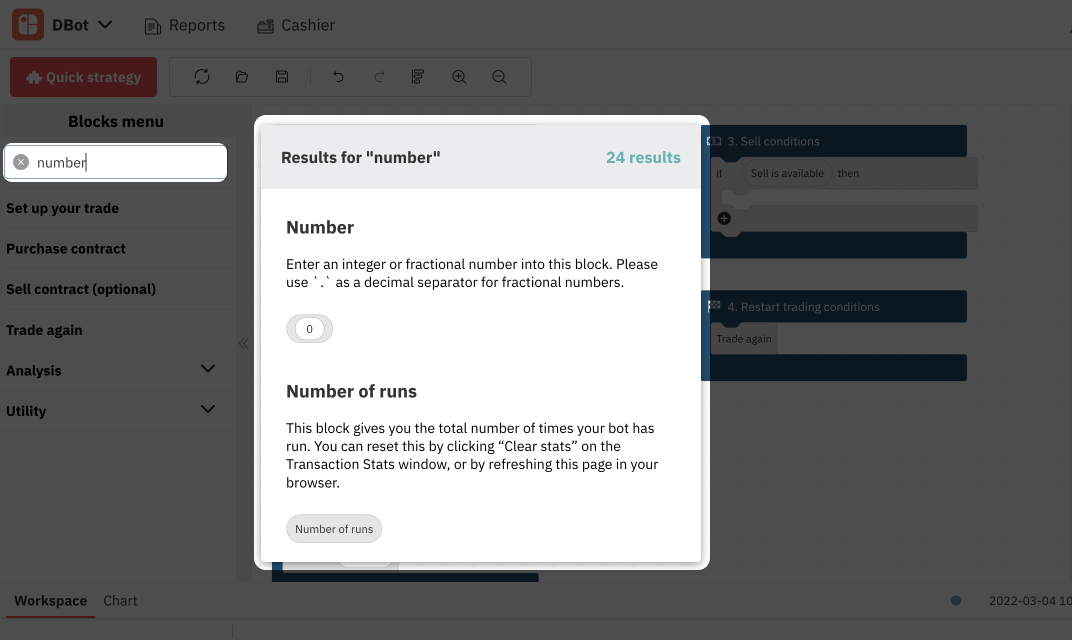 DBot
Reports
Cashier
Quick strategy
Blocks menu
number
Set up your trade
Purchase contract
Sell contract (optional)
Trade again
Analysis
Utility
Results for "number"
24 results
Number
Enter an integer or fractional number into this block. Please
use `.` as a decimal separator for fractional numbers.
0
Number of runs
This block gives you the total number of times your bot has
run. You can reset this by clicking “Clear stats” on the
Transaction Stats window, or by refreshing this page in your
browser.
Number of runs
3. Sell conditions
if Sell is available then
4. Restart trading conditions
Trade again
Workspace
Chart
2022-03-04 10